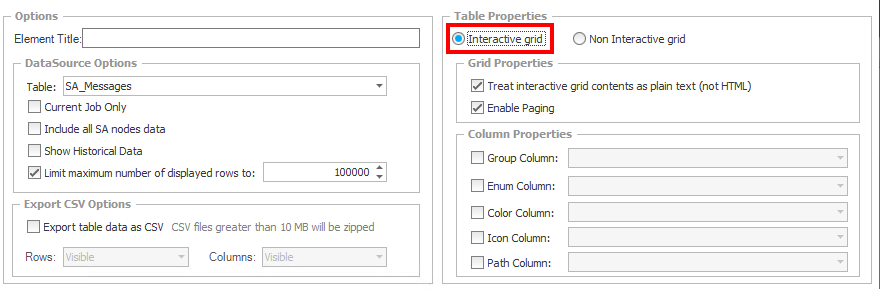 Options
Element Title:
DataSource Options
Table: SA_Messages
Current Job Only
Include all SA nodes data
Show Historical Data
Limit maximum number of displayed rows to: 100000
Export CSV Options
Export table data as CSV CSV files greater than 10 MB will be zipped
Rows: Visible Columns: Visible
Table Properties
Interactive grid Non Interactive grid
Grid Properties
Treat interactive grid contents as plain text (not HTML)
Enable Paging
Column Properties
Group Column:
Enum Column:
Color Column:
Icon Column:
Path Column: